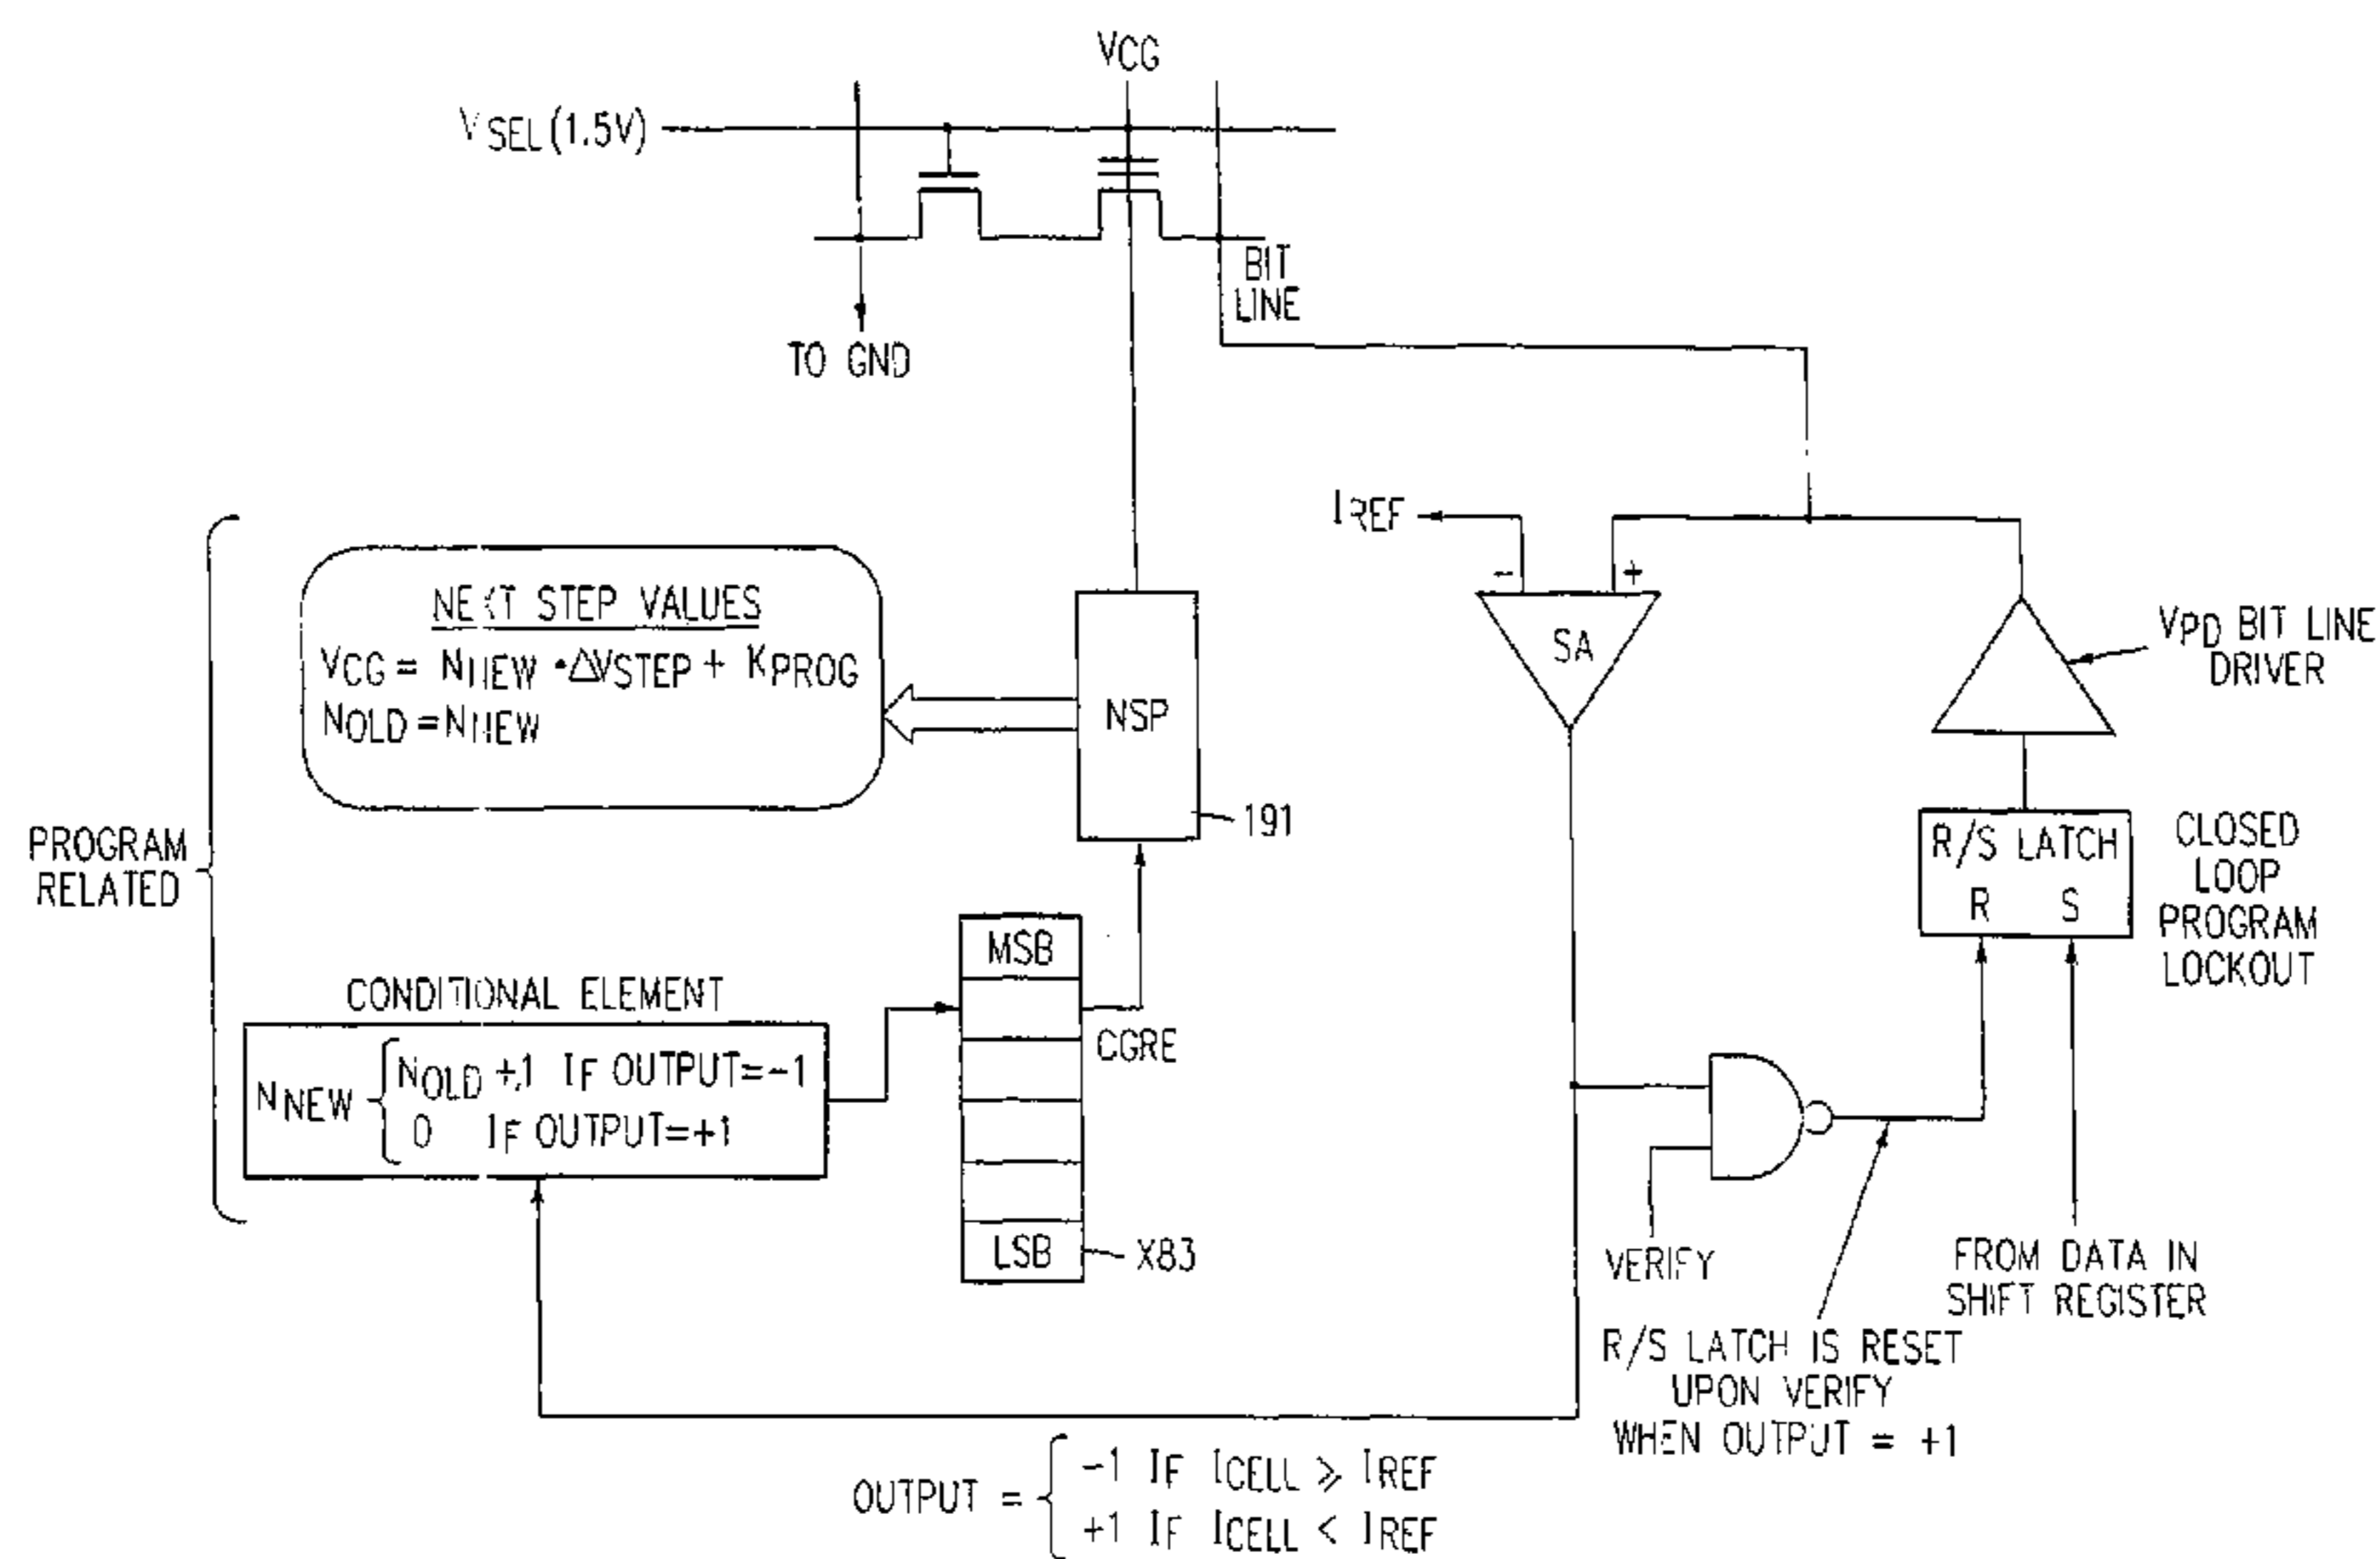 VCG
VSEL(1.5V)
BIT
LINE
TO GND
IREF
- +
SA
VPD BIT LINE
DRIVER
NEXT STEP VALUES
VCG = NNEW •ΔVSTEP + KPROG
NOLD = NNEW
NSP
191
PROGRAM
RELATED
R/S LATCH
R S
CLOSED
LOOP
PROGRAM
LOCKOUT
MSB
CGRE
LSB
X83
CONDITIONAL ELEMENT
NNEW { NOLD +1 IF OUTPUT=-1
0 IF OUTPUT=+1
VERIFY
FROM DATA IN
SHIFT REGISTER
R/S LATCH IS RESET
UPON VERIFY
WHEN OUTPUT = +1
OUTPUT = { -1 IF ICELL ⩾ IREF
+1 IF ICELL < IREF